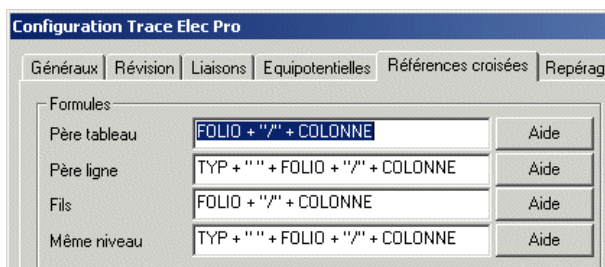 Configuration Trace Elec Pro
Généraux Révision Liaisons Equipotentielles Références croisées Repérag
Formules
Père tableau FOLIO + "/" + COLONNE Aide
Père ligne TYP + " " + FOLIO + "/" + COLONNE Aide
Fils FOLIO + "/" + COLONNE Aide
Même niveau TYP + " " + FOLIO + "/" + COLONNE Aide